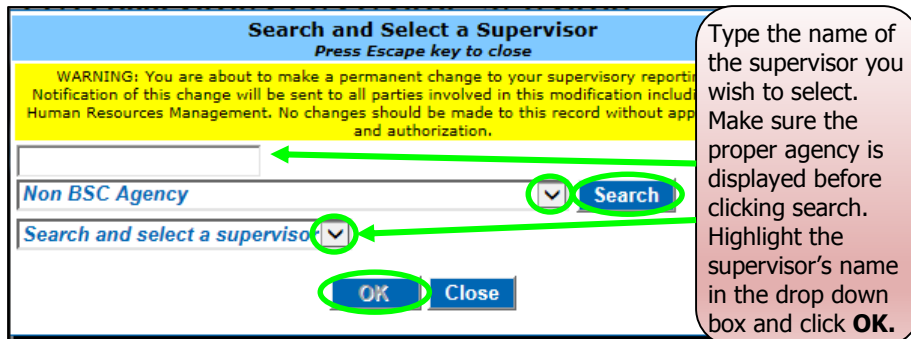 Search and Select a Supervisor
Press Escape key to close
WARNING: You are about to make a permanent change to your supervisory
Notification of this change will be sent to all parties involved in this modification
Human Resources Management. No changes should be made to this record without
and authorization.
Non BSC Agency
Search
Search and select a supervisor
OK
Close
Type the name of
the supervisor you
wish to select.
Make sure the
proper agency is
displayed before
clicking search.
Highlight the
supervisor’s name
in the drop down
box and click OK.